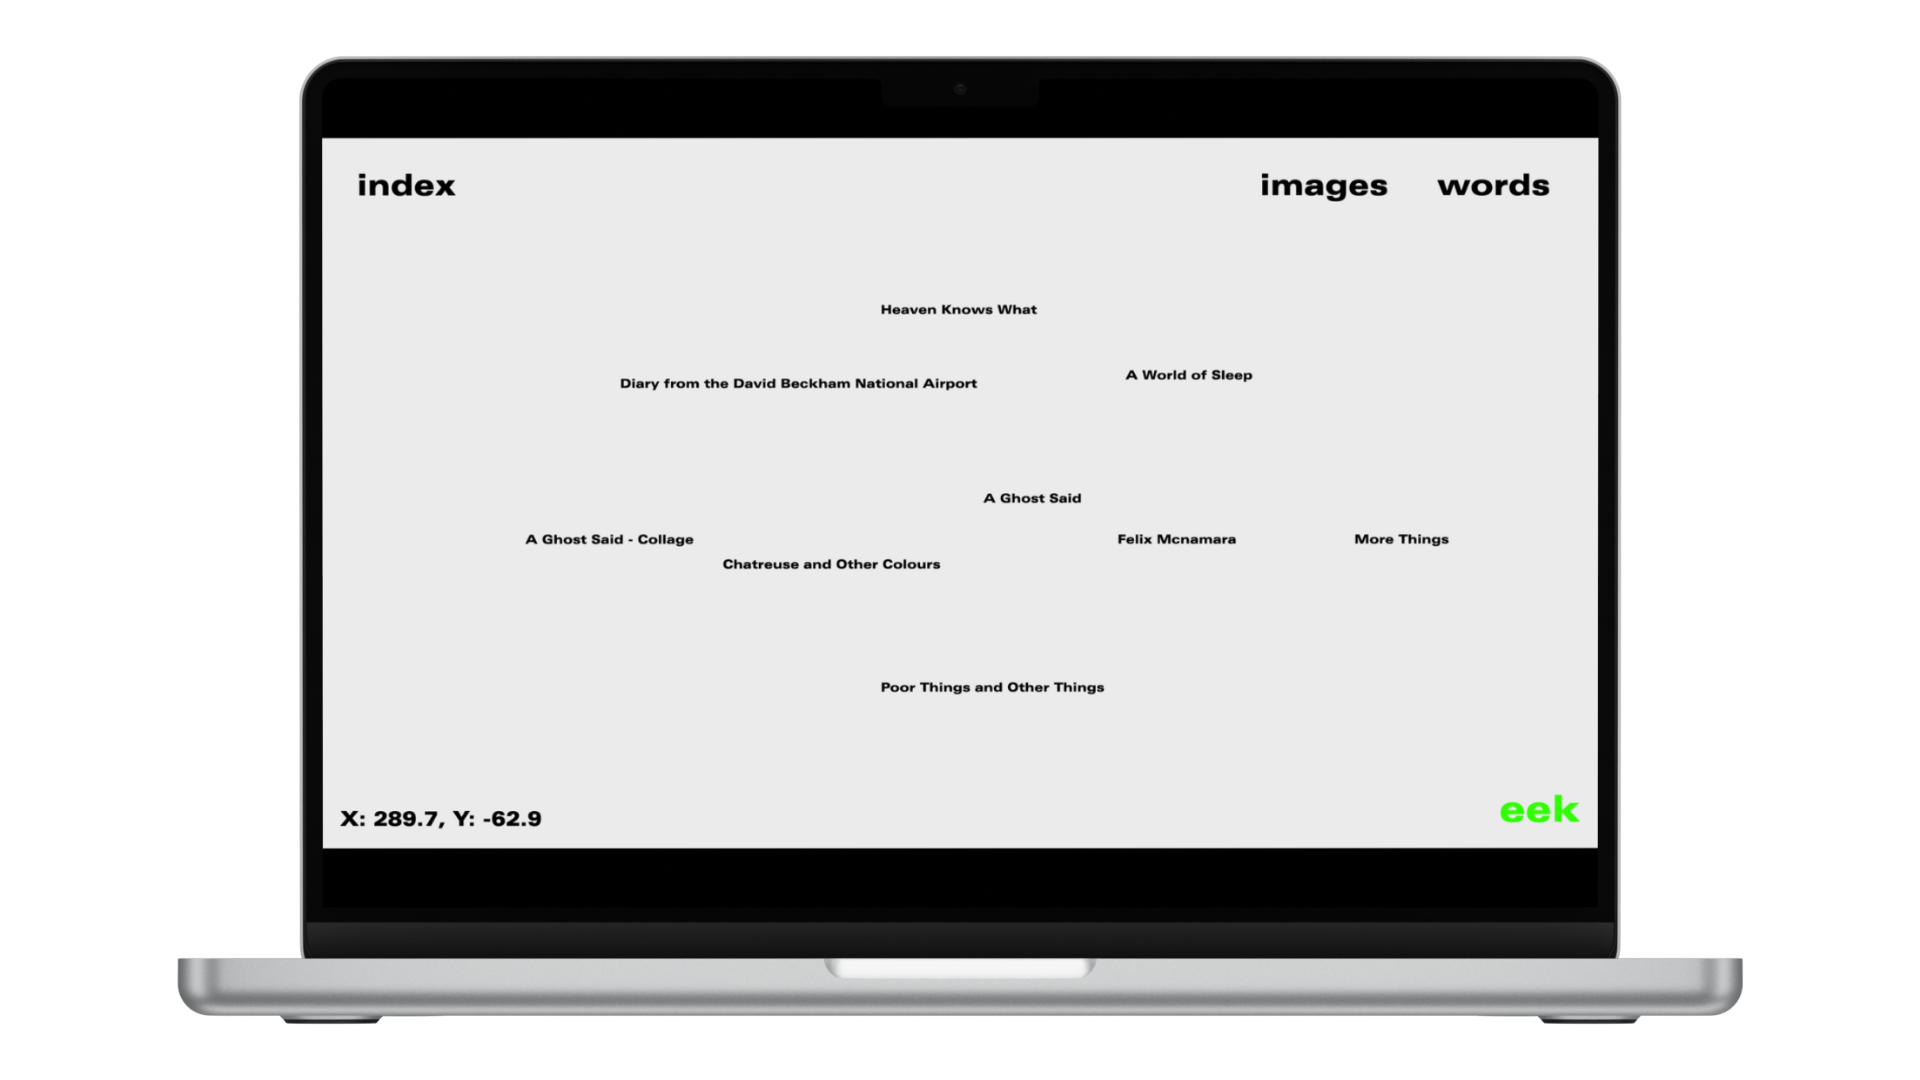 index
images
words
Heaven Knows What
A World of Sleep
Diary from the David Beckham National Airport
A Ghost Said
A Ghost Said - Collage
Felix Mcnamara
More Things
Chatreuse and Other Colours
Poor Things and Other Things
X: 289.7, Y: -62.9
eek